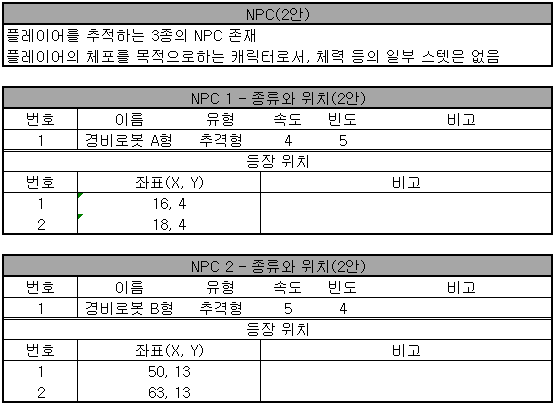 NPC(2안)
플레이어를 추적하는 3종의 NPC 존재
플레이어의 체포를 목적으로하는 캐릭터로서, 체력 등의 일부 스텟은 없음
NPC 1 - 종류와 위치(2안)
번호 이름 유형 속도 빈도 비고
1 경비로봇 A형 추격형 4 5
등장 위치
번호 좌표(X, Y) 비고
1 16, 4
2 18, 4
NPC 2 - 종류와 위치(2안)
번호 이름 유형 속도 빈도 비고
1 경비로봇 B형 추격형 5 4
등장 위치
번호 좌표(X, Y) 비고
1 50, 13
2 63, 13